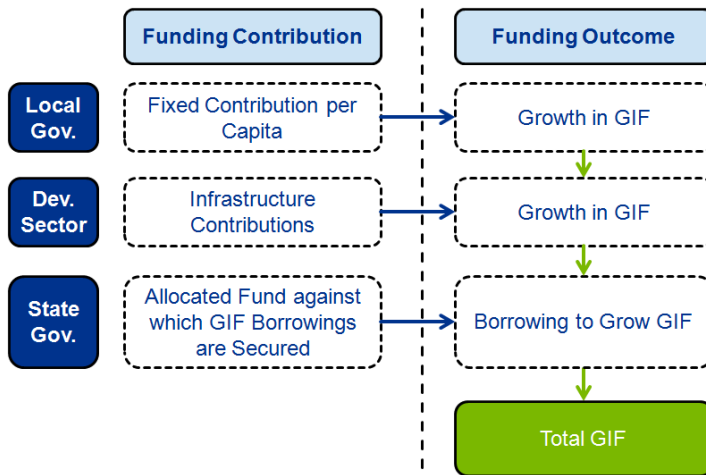 Funding Contribution
Funding Outcome
Local
Gov.
Fixed Contribution per
Capita
Growth in GIF
Dev.
Sector
Infrastructure
Contributions
Growth in GIF
State
Gov.
Allocated Fund against
which GIF Borrowings
are Secured
Borrowing to Grow GIF
Total GIF